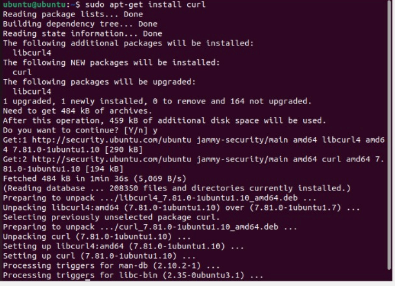 ubuntu@ubuntu:~$ sudo apt-get install curl
Reading package lists... Done
Building dependency tree... Done
Reading state information... Done
The following additional packages will be installed:
  libcurl4
The following NEW packages will be installed:
  curl
The following packages will be upgraded:
  libcurl4
1 upgraded, 1 newly installed, 0 to remove and 164 not upgraded.
Need to get 484 kB of archives.
After this operation, 459 kB of additional disk space will be used.
Do you want to continue? [Y/n] y
Get:1 http://security.ubuntu.com/ubuntu jammy-security/main amd64 libcurl4 amd6
4 7.81.0-1ubuntu1.10 [290 kB]
Get:2 http://security.ubuntu.com/ubuntu jammy-security/main amd64 curl amd64 7.
81.0-1ubuntu1.10 [194 kB]
Fetched 484 kB in 1min 36s (5,069 B/s)
(Reading database ... 208350 files and directories currently installed.)
Preparing to unpack .../libcurl4_7.81.0-1ubuntu1.10_amd64.deb ...
Unpacking libcurl4:amd64 (7.81.0-1ubuntu1.10) over (7.81.0-1ubuntu1.7) ...
Selecting previously unselected package curl.
Preparing to unpack .../curl_7.81.0-1ubuntu1.10_amd64.deb ...
Unpacking curl (7.81.0-1ubuntu1.10) ...
Setting up libcurl4:amd64 (7.81.0-1ubuntu1.10) ...
Setting up curl (7.81.0-1ubuntu1.10) ...
Processing triggers for man-db (2.10.2-1) ...
Processing triggers for libc-bin (2.35-0ubuntu3.1) ...